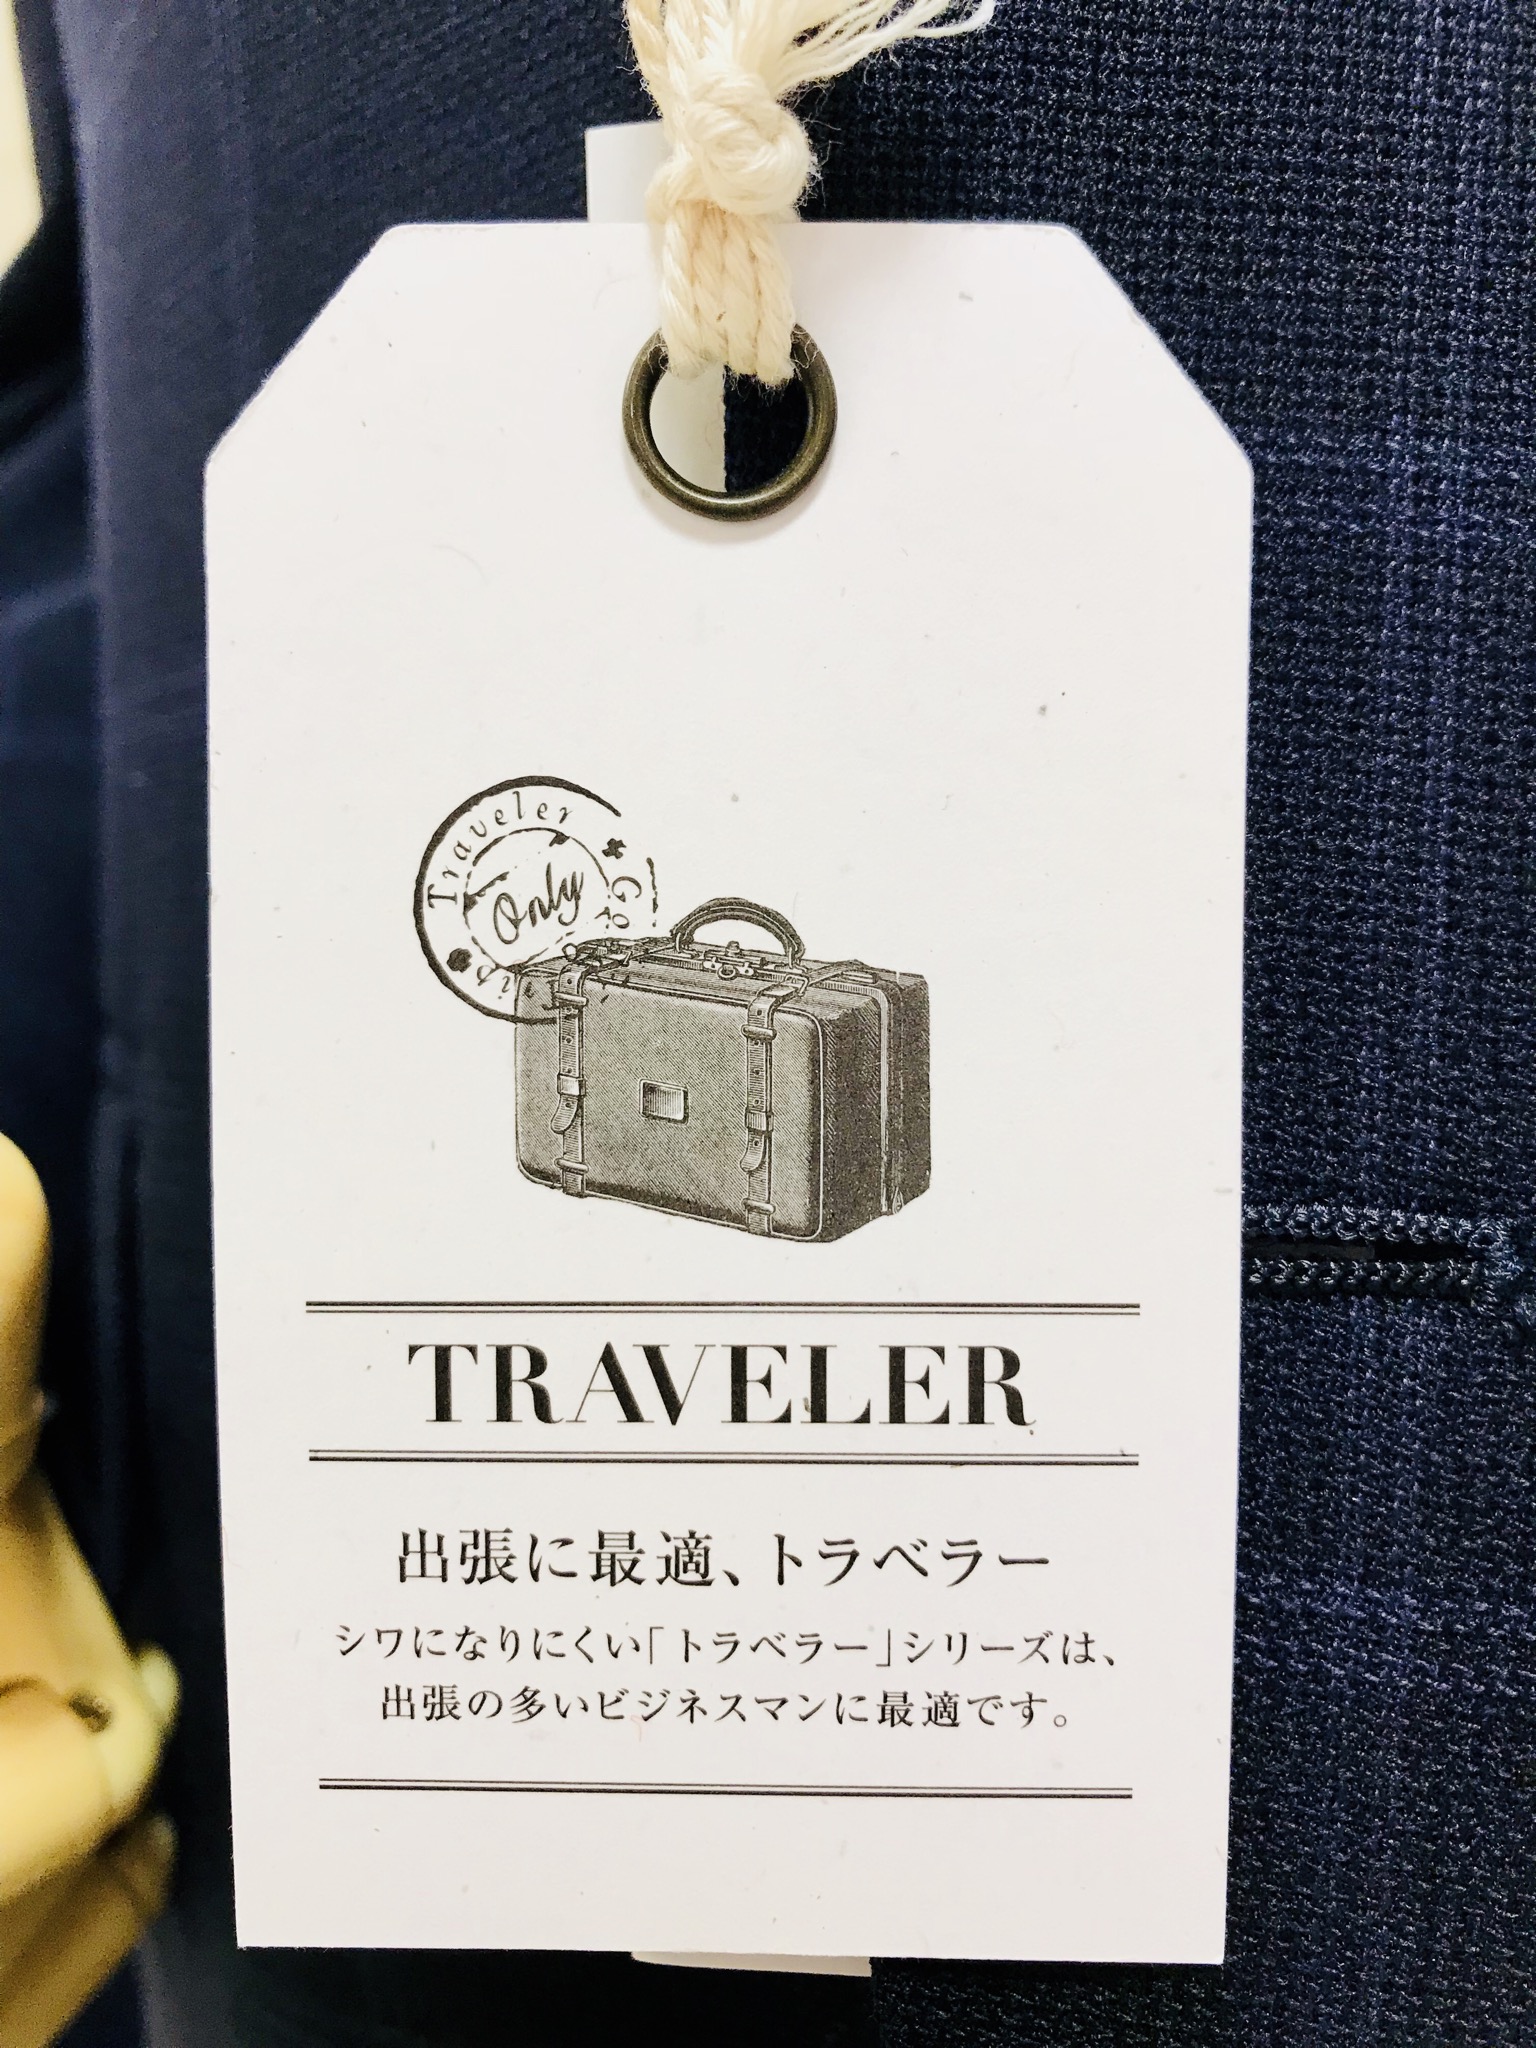 Traveler
Only
TRAVELER
出張に最適、トラベラー
シワになりにくい「トラベラー」シリーズは、
出張の多いビジネスマンに最適です。